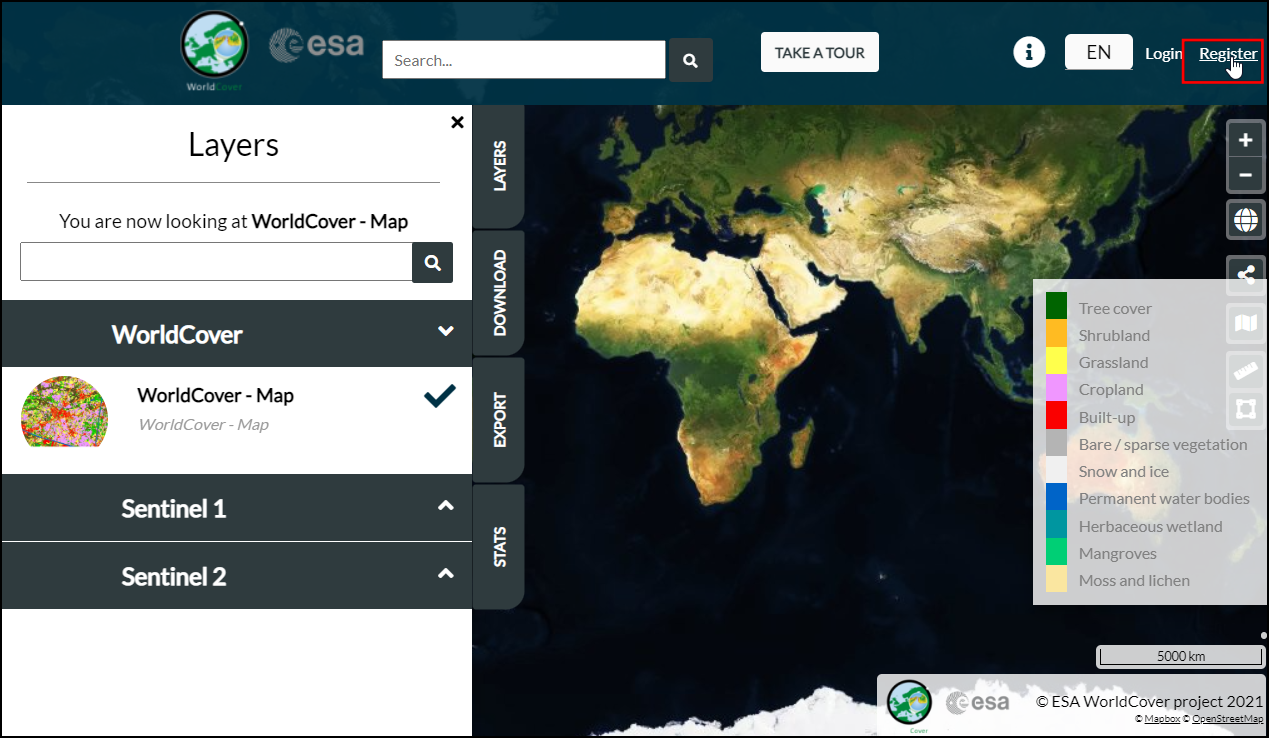 WorldCover
esa
Search...
TAKE A TOUR
i
EN
Login
Register
Layers
You are now looking at WorldCover - Map
WorldCover
WorldCover - Map
WorldCover - Map
Sentinel 1
Sentinel 2
LAYERS
DOWNLOAD
EXPORT
STATS
Tree cover
Shrubland
Grassland
Cropland
Built-up
Bare / sparse vegetation
Snow and ice
Permanent water bodies
Herbaceous wetland
Mangroves
Moss and lichen
5000 km
Cover
esa
© ESA WorldCover project 2021
© Mapbox © OpenStreetMap